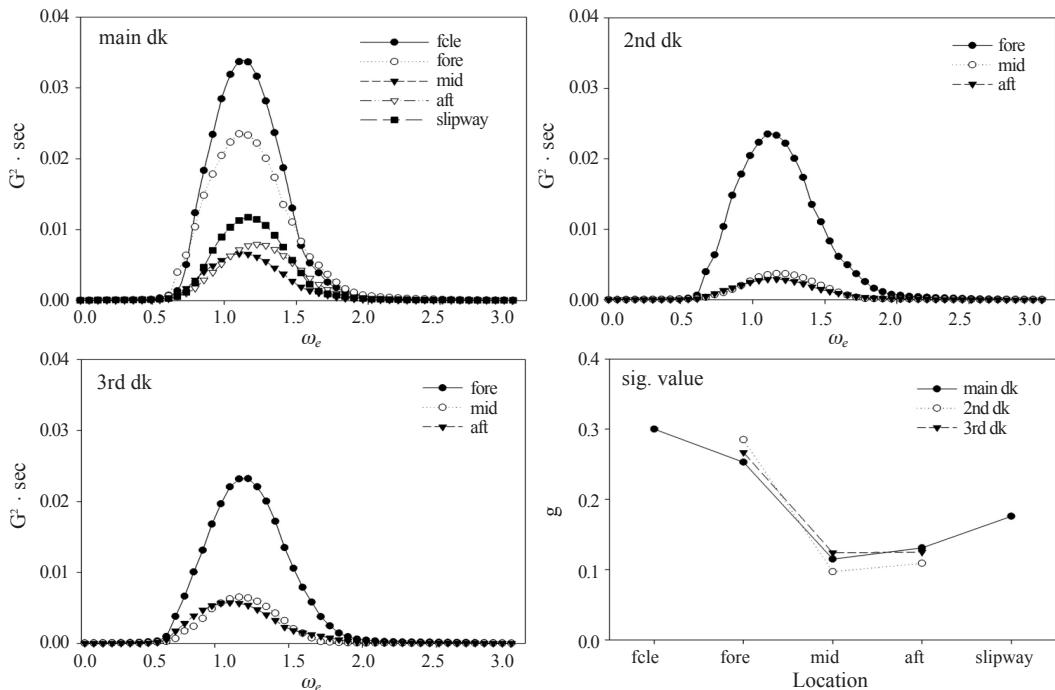 main dk
fcle
fore
mid
aft
slipway
G² · sec
0.04
0.03
0.02
0.01
0.00
0.0 0.5 1.0 1.5 2.0 2.5 3.0
ωe
2nd dk
fore
mid
aft
G² · sec
0.04
0.03
0.02
0.01
0.00
0.0 0.5 1.0 1.5 2.0 2.5 3.0
ωe
3rd dk
fore
mid
aft
G² · sec
0.04
0.03
0.02
0.01
0.00
0.0 0.5 1.0 1.5 2.0 2.5 3.0
ωe
sig. value
main dk
2nd dk
3rd dk
g
0.4
0.3
0.2
0.1
0.0
fcle fore mid aft slipway
Location